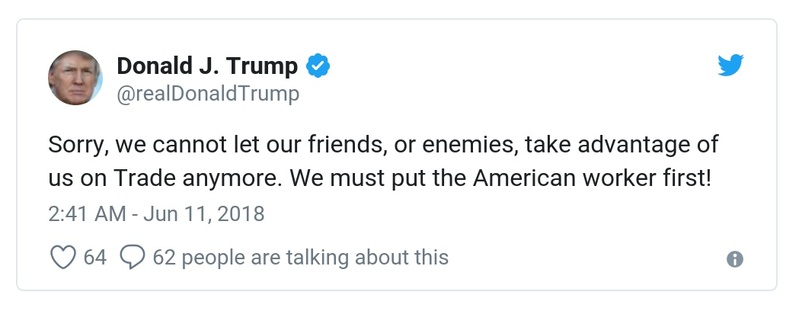 Donald J. Trump
@realDonaldTrump
Sorry, we cannot let our friends, or enemies, take advantage of
us on Trade anymore. We must put the American worker first!
2:41 AM - Jun 11, 2018
64 62 people are talking about this